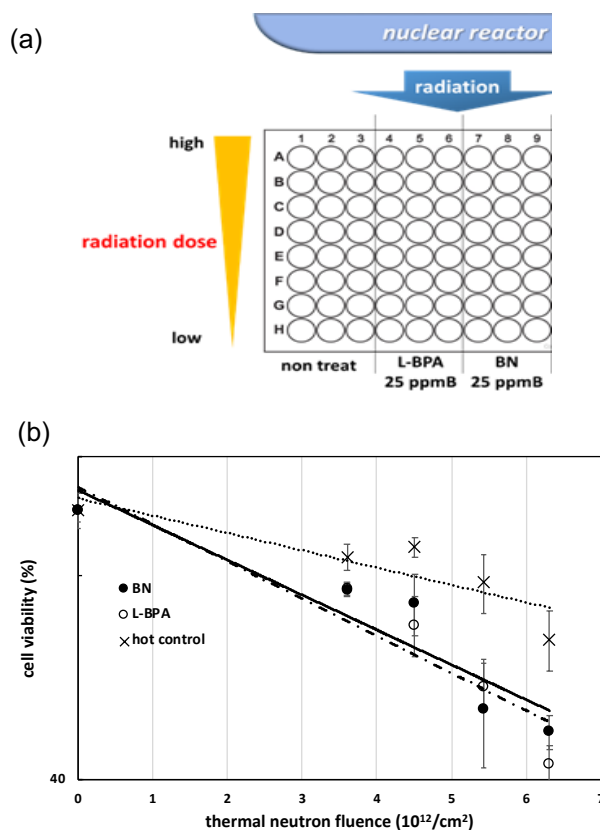 (a)
nuclear reactor
radiation
1 2 3 4 5 6 7 8 9
high
A
B
C
D
radiation dose
E
F
G
H
low
non treat
L-BPA
25 ppmB
BN
25 ppmB
(b)
cell viability (%)
BN
L-BPA
hot control
40
0 1 2 3 4 5 6 7
thermal neutron fluence (10¹²/cm²)